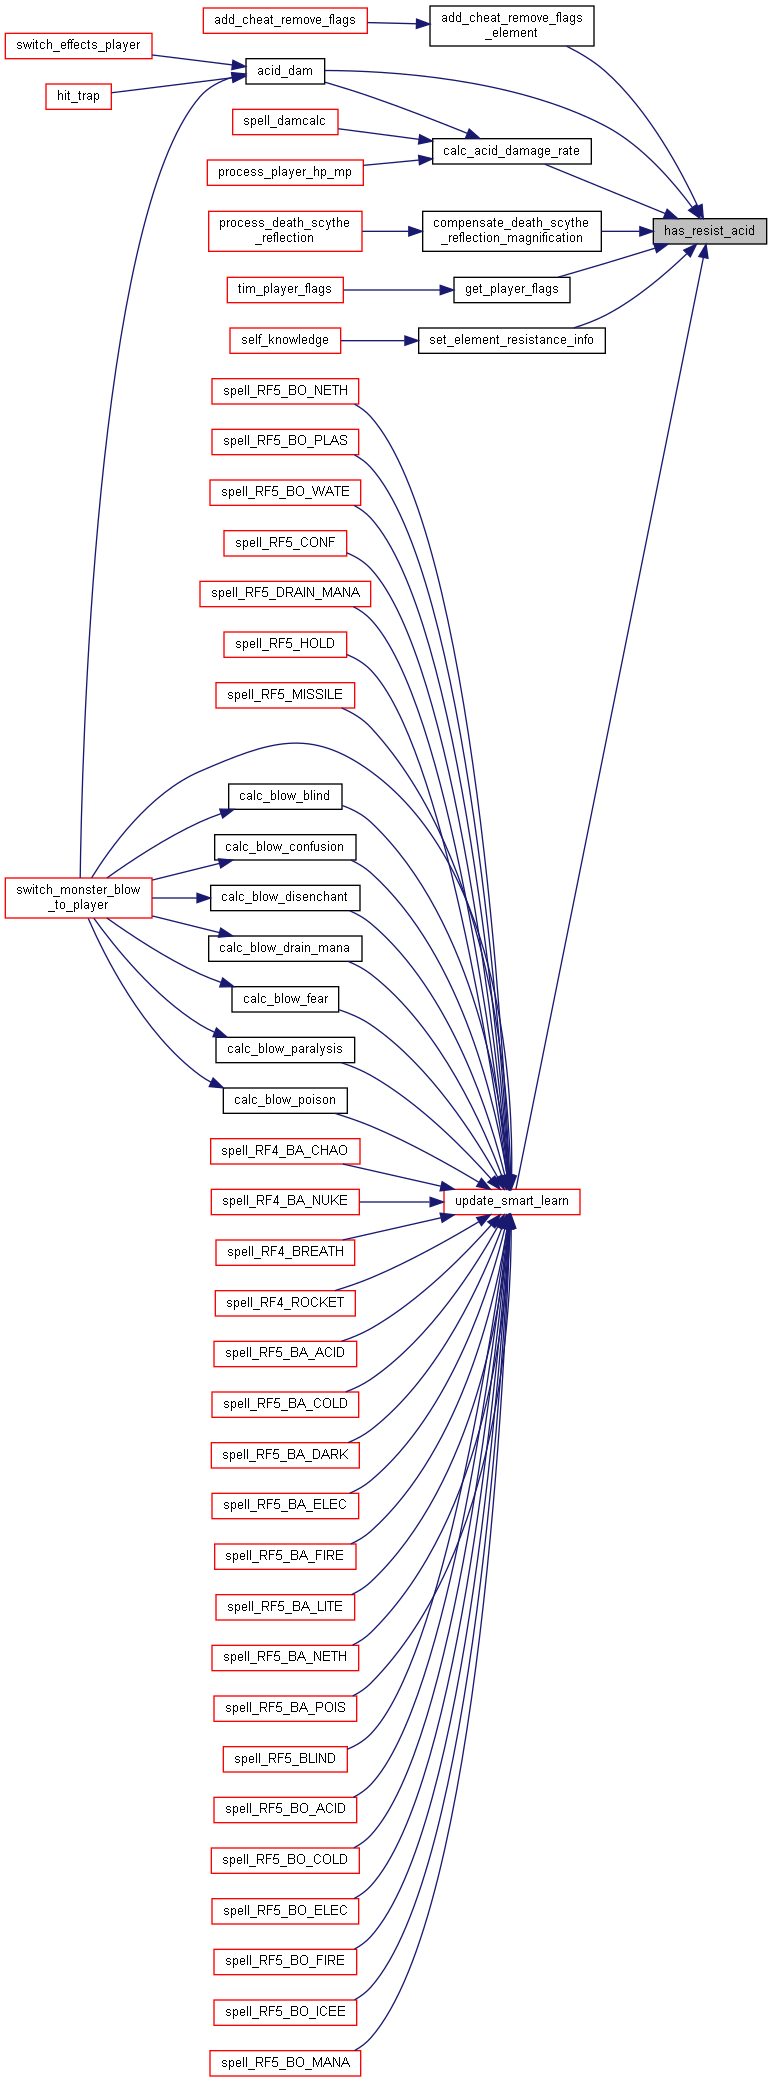 add_cheat_remove_flags
add_cheat_remove_flags
_element
switch_effects_player
acid_dam
hit_trap
spell_damcalc
calc_acid_damage_rate
process_player_hp_mp
process_death_scythe
_reflection
compensate_death_scythe
_reflection_magnification
has_resist_acid
tim_player_flags
get_player_flags
self_knowledge
set_element_resistance_info
spell_RF5_BO_NETH
spell_RF5_BO_PLAS
spell_RF5_BO_WATE
spell_RF5_CONF
spell_RF5_DRAIN_MANA
spell_RF5_HOLD
spell_RF5_MISSILE
calc_blow_blind
calc_blow_confusion
switch_monster_blow
_to_player
calc_blow_disenchant
calc_blow_drain_mana
calc_blow_fear
calc_blow_paralysis
calc_blow_poison
spell_RF4_BA_CHAO
spell_RF4_BA_NUKE
update_smart_learn
spell_RF4_BREATH
spell_RF4_ROCKET
spell_RF5_BA_ACID
spell_RF5_BA_COLD
spell_RF5_BA_DARK
spell_RF5_BA_ELEC
spell_RF5_BA_FIRE
spell_RF5_BA_LITE
spell_RF5_BA_NETH
spell_RF5_BA_POIS
spell_RF5_BLIND
spell_RF5_BO_ACID
spell_RF5_BO_COLD
spell_RF5_BO_ELEC
spell_RF5_BO_FIRE
spell_RF5_BO_ICEE
spell_RF5_BO_MANA